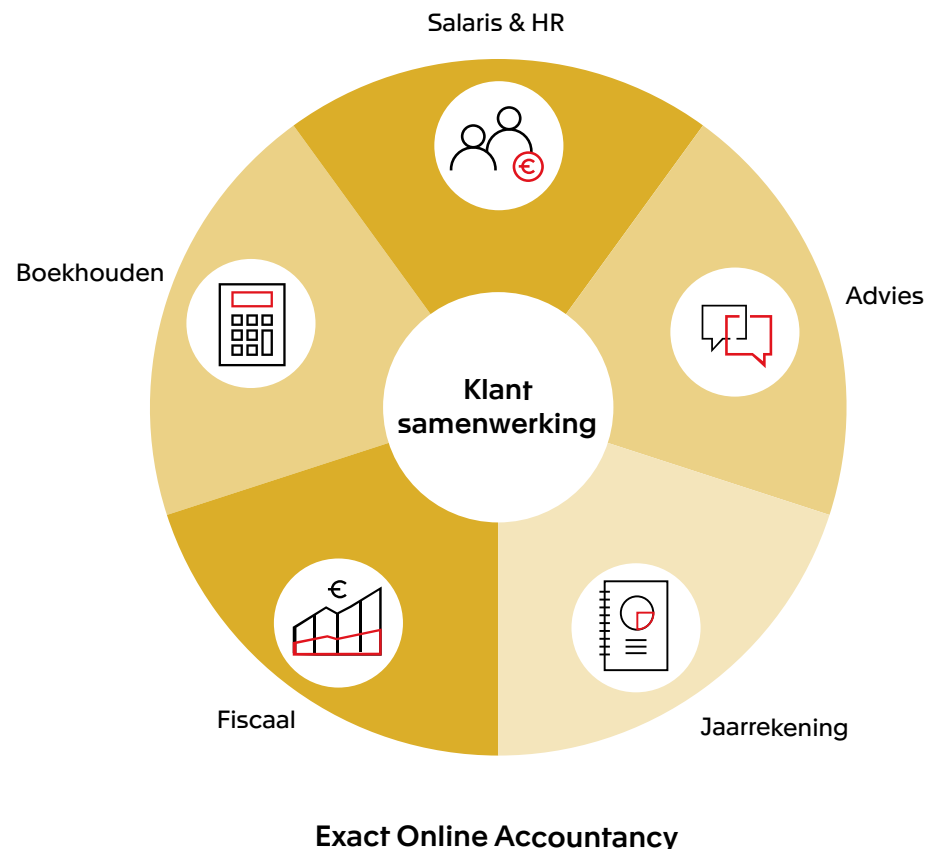 Salaris & HR
Boekhouden
Advies
Klant
samenwerking
€
€
Fiscaal
Jaarrekening
Exact Online Accountancy